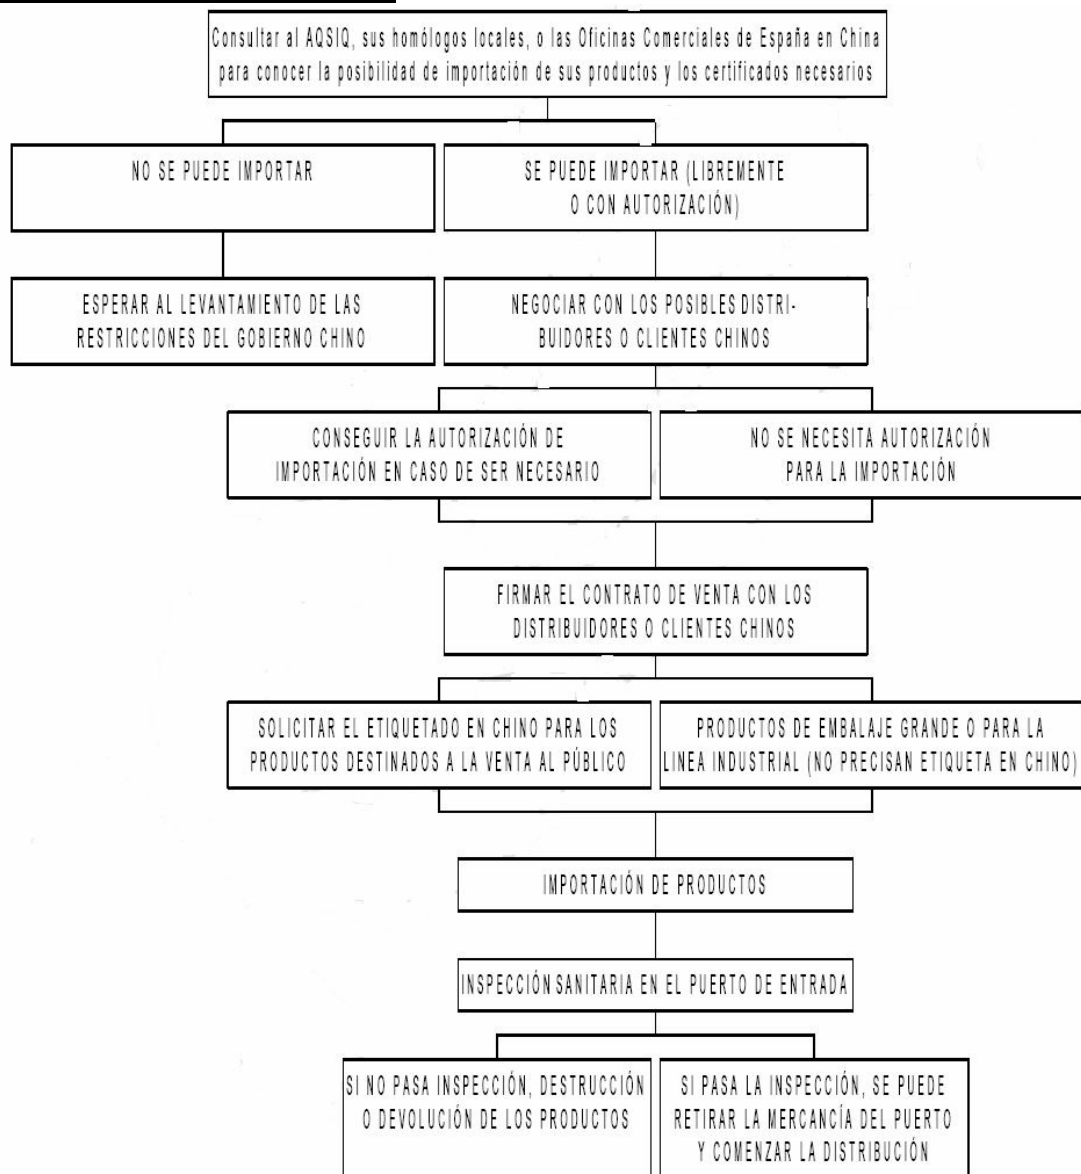 Consultar al AQSIQ, sus homólogos locales, o las Oficinas Comerciales de España en China
para conocer la posibilidad de importación de sus productos y los certificados necesarios
NO SE PUEDE IMPORTAR
SE PUEDE IMPORTAR (LIBREMENTE
O CON AUTORIZACIÓN)
ESPERAR AL LEVANTAMIENTO DE LAS
RESTRICCIONES DEL GOBIERNO CHINO
NEGOCIAR CON LOS POSIBLES DISTRI-
BUIDORES O CLIENTES CHINOS
CONSEGUIR LA AUTORIZACIÓN DE
IMPORTACIÓN EN CASO DE SER NECESARIO
NO SE NECESITA AUTORIZACIÓN
PARA LA IMPORTACIÓN
FIRMAR EL CONTRATO DE VENTA CON LOS
DISTRIBUIDORES O CLIENTES CHINOS
SOLICITAR EL ETIQUETADO EN CHINO PARA LOS
PRODUCTOS DESTINADOS A LA VENTA AL PÚBLICO
PRODUCTOS DE EMBALAJE GRANDE O PARA LA
LINEA INDUSTRIAL (NO PRECISAN ETIQUETA EN CHINO)
IMPORTACIÓN DE PRODUCTOS
INSPECCIÓN SANITARIA EN EL PUERTO DE ENTRADA
SI NO PASA INSPECCIÓN, DESTRUCCIÓN
O DEVOLUCIÓN DE LOS PRODUCTOS
SI PASA LA INSPECCIÓN, SE PUEDE
RETIRAR LA MERCANCÍA DEL PUERTO
Y COMENZAR LA DISTRIBUCIÓN